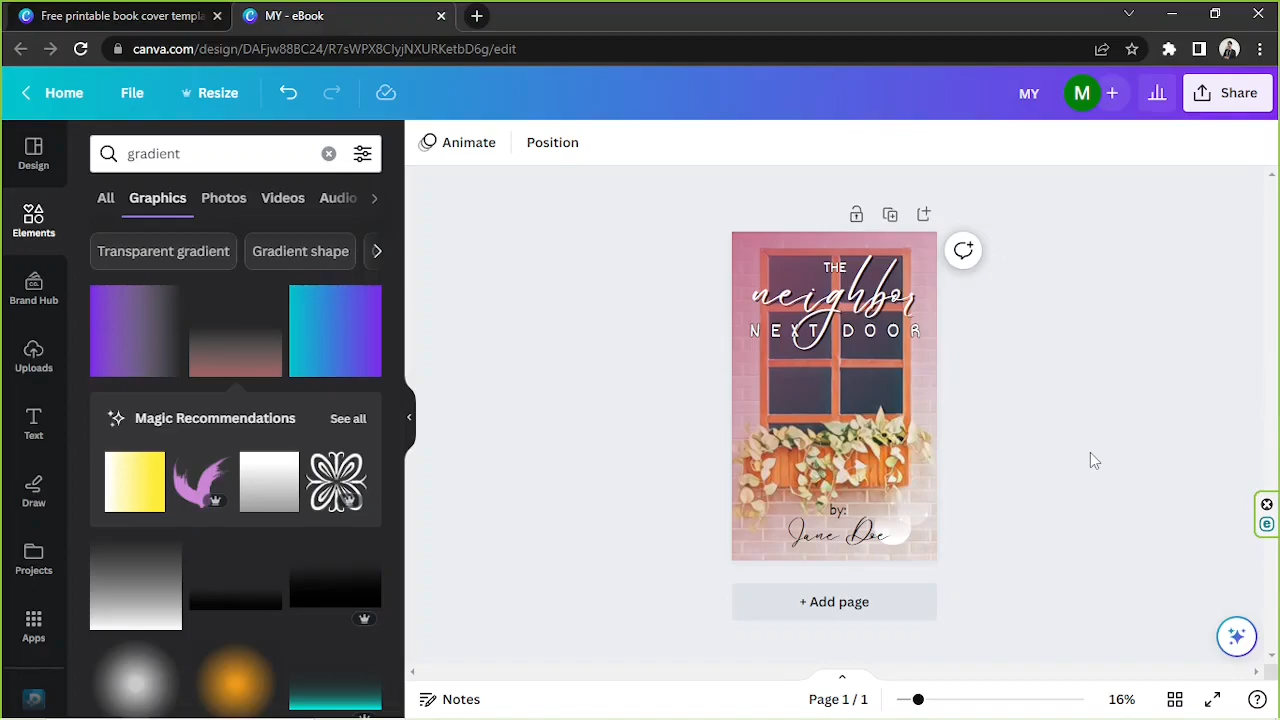 Free printable book cover templa
MY - eBook
canva.com/design/DAFjw88BC24/R7sWPX8CIyjNXURKetbD6g/edit
Home
File
Resize
MY
M
Share
Design
Elements
Brand Hub
Uploads
Text
Draw
Projects
Apps
gradient
All
Graphics
Photos
Videos
Audio
Transparent gradient
Gradient shape
Magic Recommendations
See all
Animate
Position
THE
neighbor
NEXT DOOR
by:
Jane Doe
+ Add page
Notes
Page 1 / 1
16%